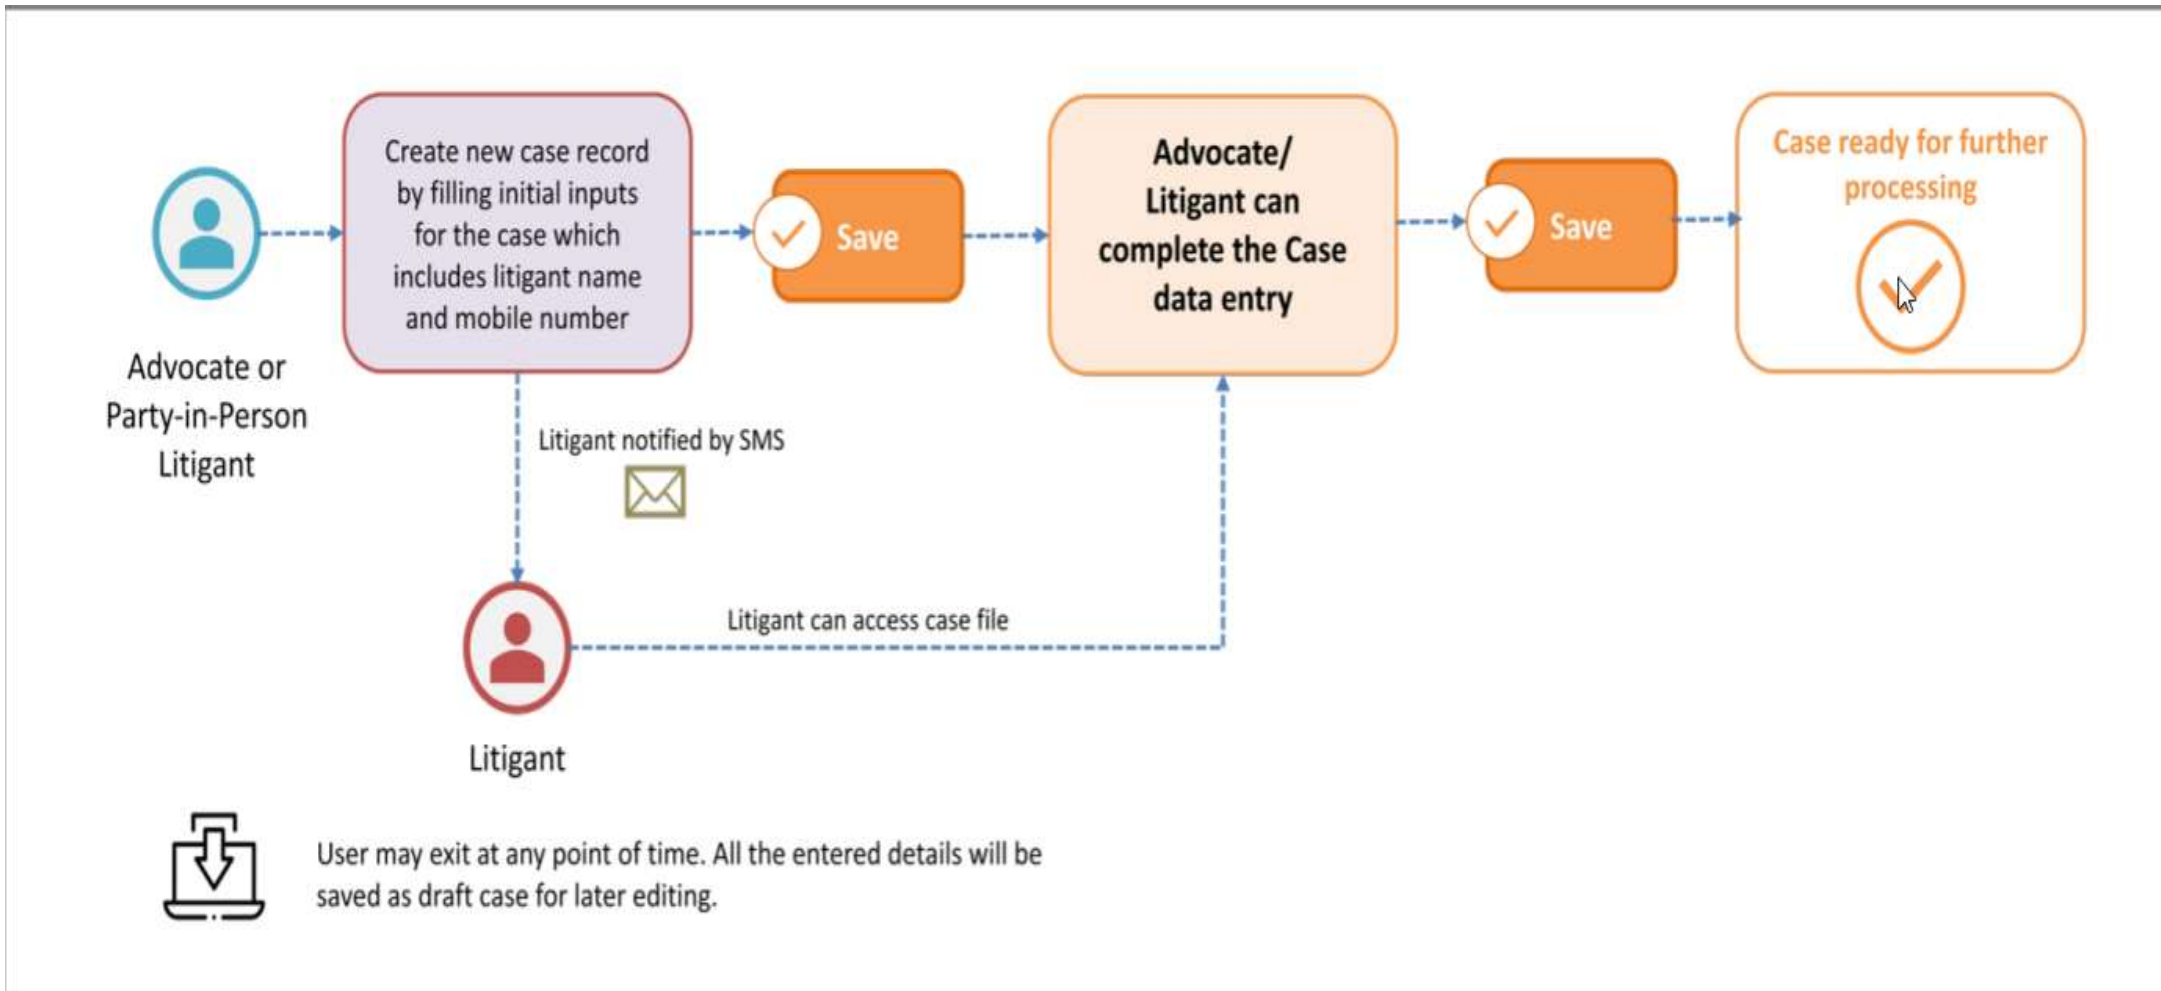 Advocate or
Party-in-Person
Litigant
Create new case record
by filling initial inputs
for the case which
includes litigant name
and mobile number
Save
Advocate/
Litigant can
complete the Case
data entry
Save
Case ready for further
processing
Litigant notified by SMS
Litigant can access case file
Litigant
User may exit at any point of time. All the entered details will be
saved as draft case for later editing.